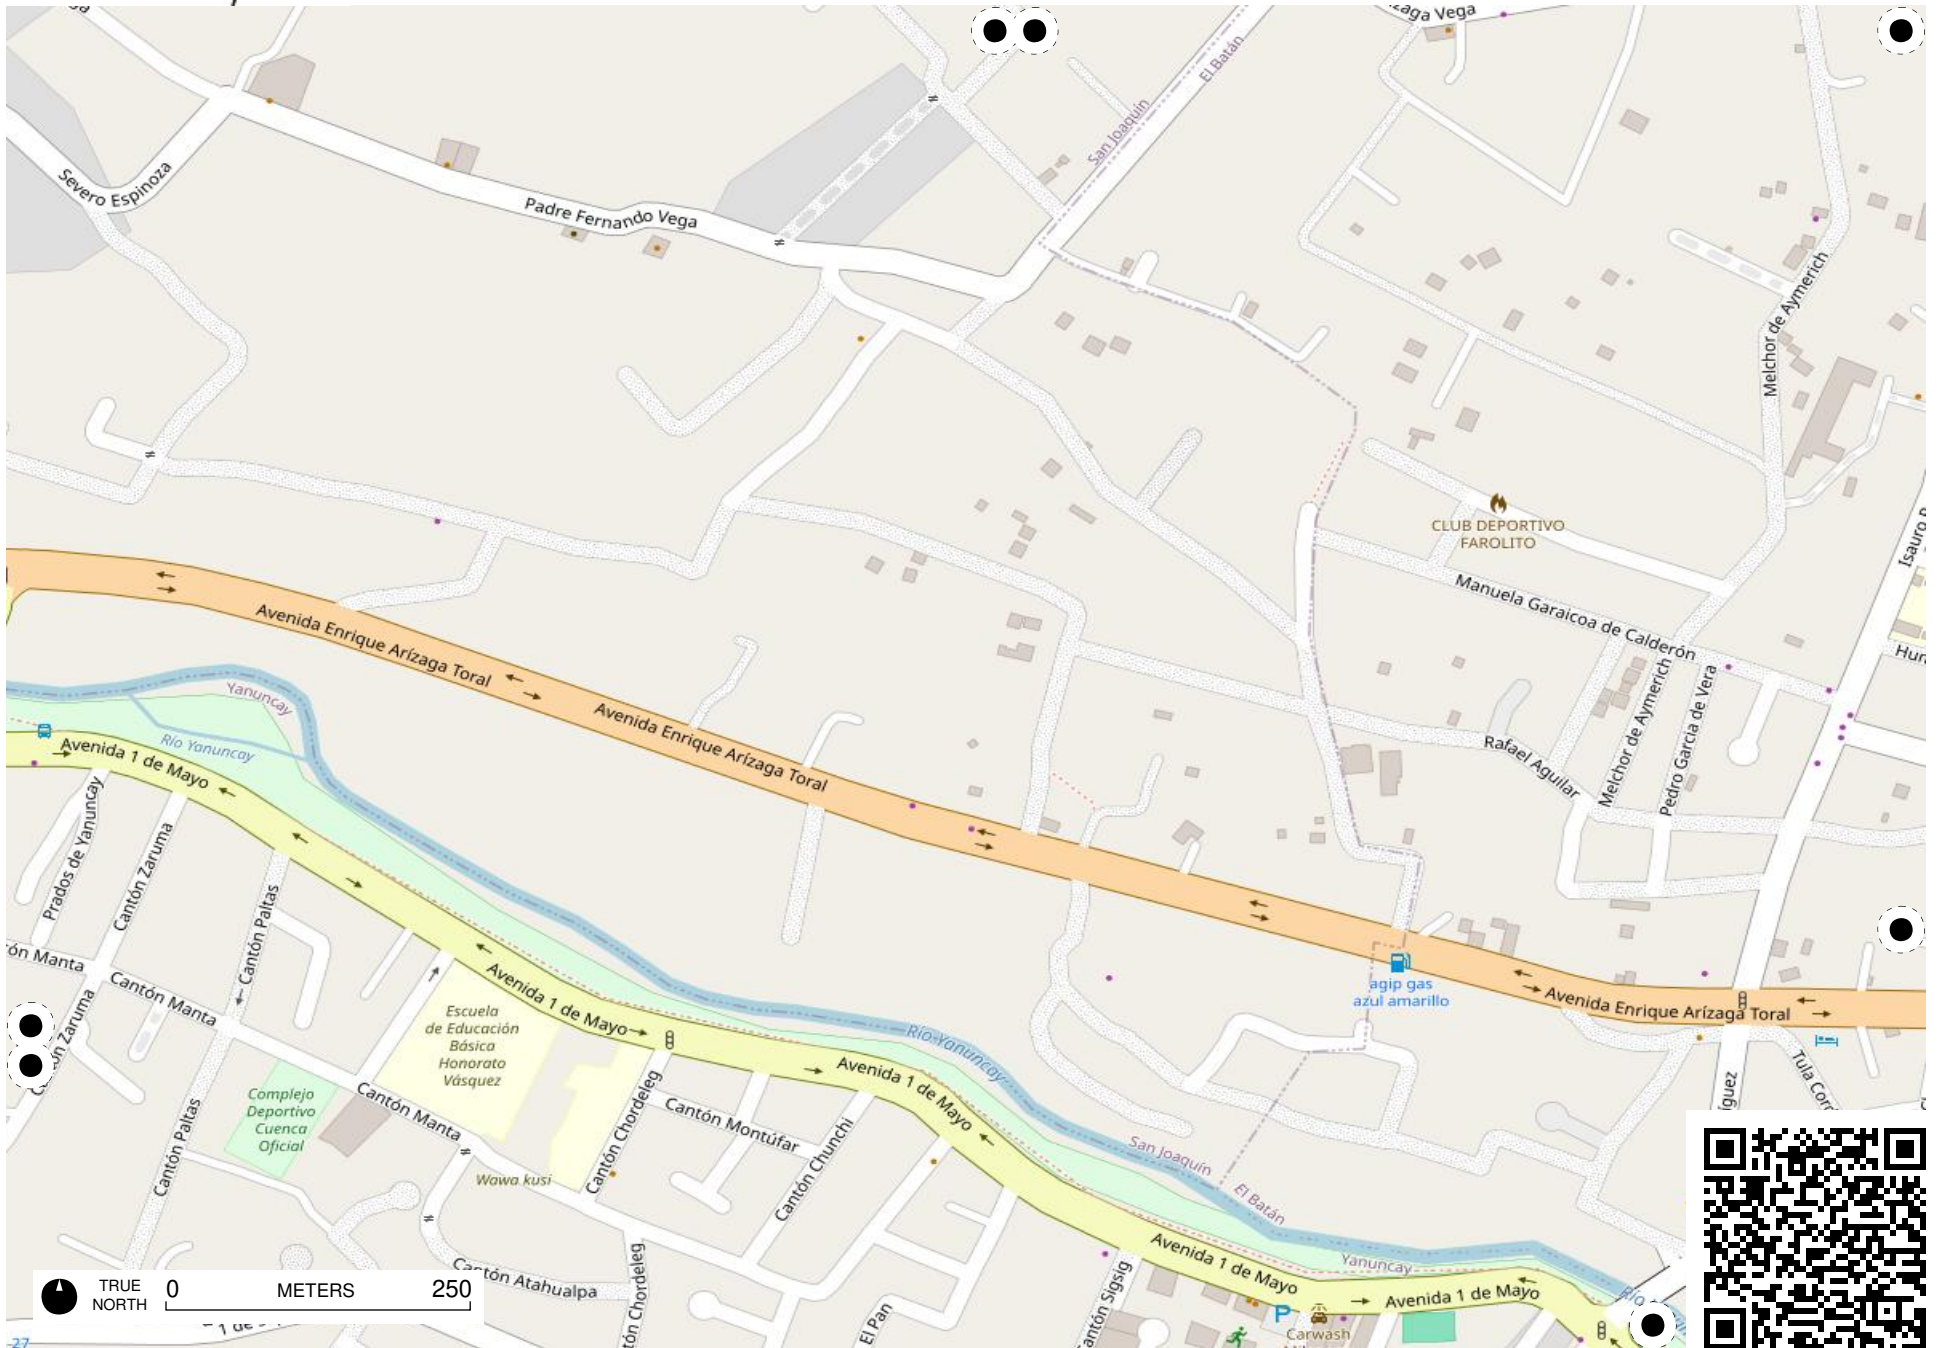 El Batán
San Joaquín
Severo Espinoza
Padre Fernando Vega
Melchor de Aymerich
CLUB DEPORTIVO
FAROLITO
Manuela Garaicoa de Calderón
Avenida Enrique Arízaga Toral
Avenida Enrique Arízaga Toral
Yanuncay
Río Yanuncay
Avenida 1 de Mayo
Melchor de Aymerich
Pedro Garcia de Vera
Rafael Aguilar
Prados de Yanuncay
Cantón Zaruma
Cantón Paltas
agip gas
azul amarillo
Avenida Enrique Arízaga Toral
Cantón Manta
Avenida 1 de Mayo
Escuela
de Educación
Básica
Honorato
Vásquez
Río Yanuncay
Avenida 1 de Mayo
Complejo
Deportivo
Cuenca
Oficial
Cantón Manta
Cantón Chordeleg
Cantón Montúfar
Cantón Chunchi
Cantón Paltas
Wawa kusi
San Joaquín
El Batán
Yanuncay
Avenida 1 de Mayo
Avenida 1 de Mayo
Cantón Atahualpa
Cantón Sigsig
El Pan
P
Carwash
TRUE
NORTH
0 METERS 250
27